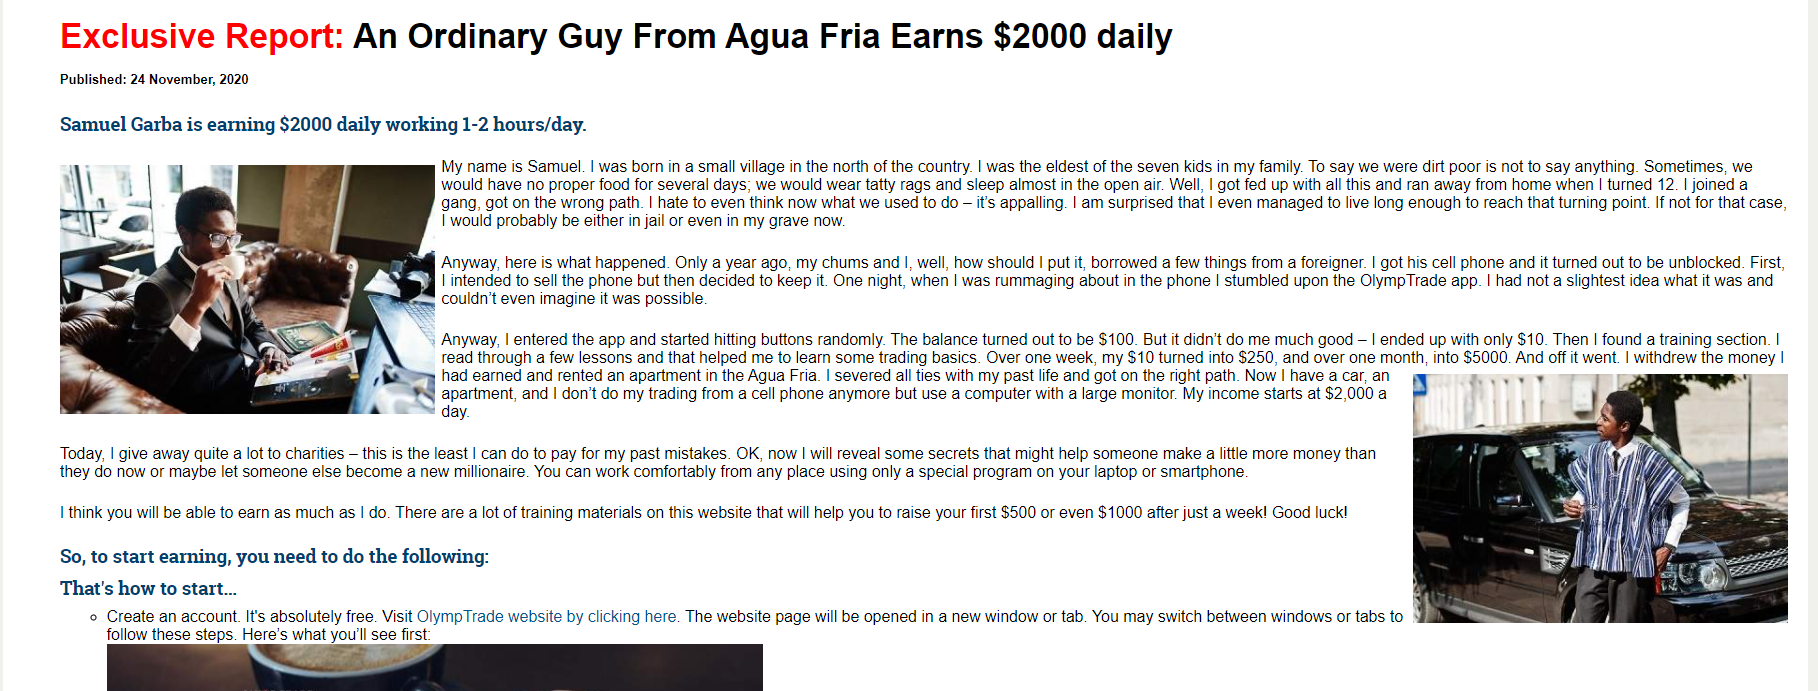 Exclusive Report: An Ordinary Guy From Agua Fria Earns $2000 daily
Published: 24 November, 2020
Samuel Garba is earning $2000 daily working 1-2 hours/day.
My name is Samuel. I was born in a small village in the north of the country. I was the eldest of the seven kids in my family. To say we were dirt poor is not to say anything. Sometimes, we
would have no proper food for several days; we would wear tatty rags and sleep almost in the open air. Well, I got fed up with all this and ran away from home when I turned 12. I joined a
gang, got on the wrong path. I hate to even think now what we used to do – it's appalling. I am surprised that I even managed to live long enough to reach that turning point. If not for that case,
I would probably be either in jail or even in my grave now.
Anyway, here is what happened. Only a year ago, my chums and I, well, how should I put it, borrowed a few things from a foreigner. I got his cell phone and it turned out to be unblocked. First,
I intended to sell the phone but then decided to keep it. One night, when I was rummaging about in the phone I stumbled upon the OlympTrade app. I had not a slightest idea what it was and
couldn't even imagine it was possible.
Anyway, I entered the app and started hitting buttons randomly. The balance turned out to be $100. But it didn't do me much good – I ended up with only $10. Then I found a training section. I
read through a few lessons and that helped me to learn some trading basics. Over one week, my $10 turned into $250, and over one month, into $5000. And off it went. I withdrew the money I
had earned and rented an apartment in the Agua Fria. I severed all ties with my past life and got on the right path. Now I have a car, an
apartment, and I don't do my trading from a cell phone anymore but use a computer with a large monitor. My income starts at $2,000 a
day.
Today, I give away quite a lot to charities – this is the least I can do to pay for my past mistakes. OK, now I will reveal some secrets that might help someone make a little more money than
they do now or maybe let someone else become a new millionaire. You can work comfortably from any place using only a special program on your laptop or smartphone.
I think you will be able to earn as much as I do. There are a lot of training materials on this website that will help you to raise your first $500 or even $1000 after just a week! Good luck!
So, to start earning, you need to do the following:
That's how to start...
Create an account. It's absolutely free. Visit OlympTrade website by clicking here. The website page will be opened in a new window or tab. You may switch between windows or tabs to
follow these steps. Here's what you'll see first: